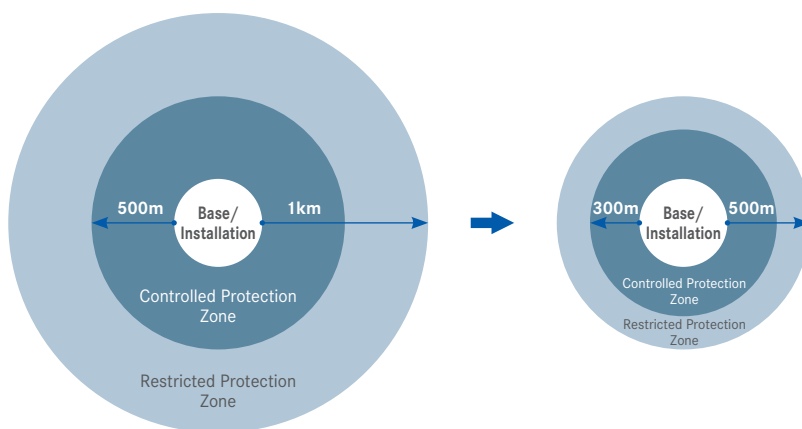 500m
Base/
Installation
1km
Controlled Protection
Zone
Restricted Protection
Zone
300m
Base/
Installation
500m
Controlled Protection
Zone
Restricted Protection
Zone